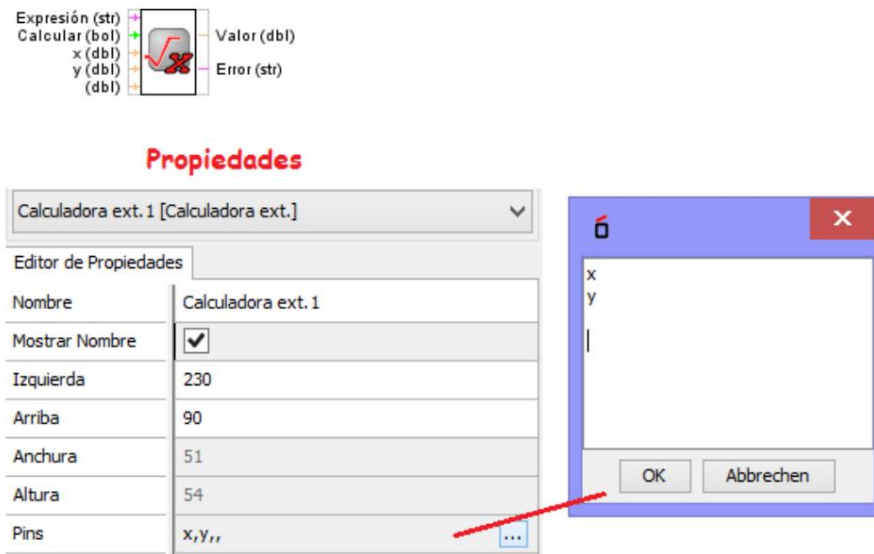 Expresión (str)
Calcular (bol)
x (dbl)
y (dbl)
(dbl)
Valor (dbl)
Error (str)
Propiedades
Calculadora ext. 1 [Calculadora ext.]
Editor de Propiedades
Nombre Calculadora ext. 1
Mostrar Nombre
Izquierda 230
Arriba 90
Anchura 51
Altura 54
Pins x,y,, ...
ó
x
y
OK Abbrechen